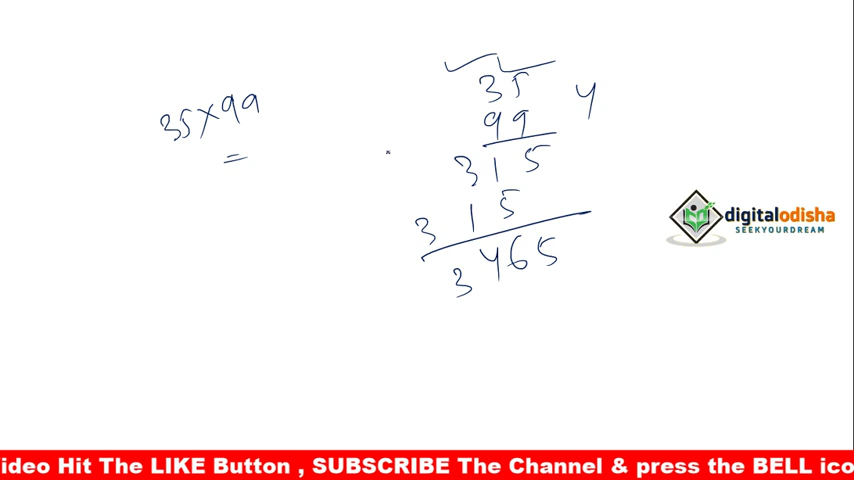 35×99
=
35
4
99
315
315
3465
digitalodisha
SEEKYOURDREAM
ideo Hit The LIKE Button , SUBSCRIBE The Channel & press the BELL ico